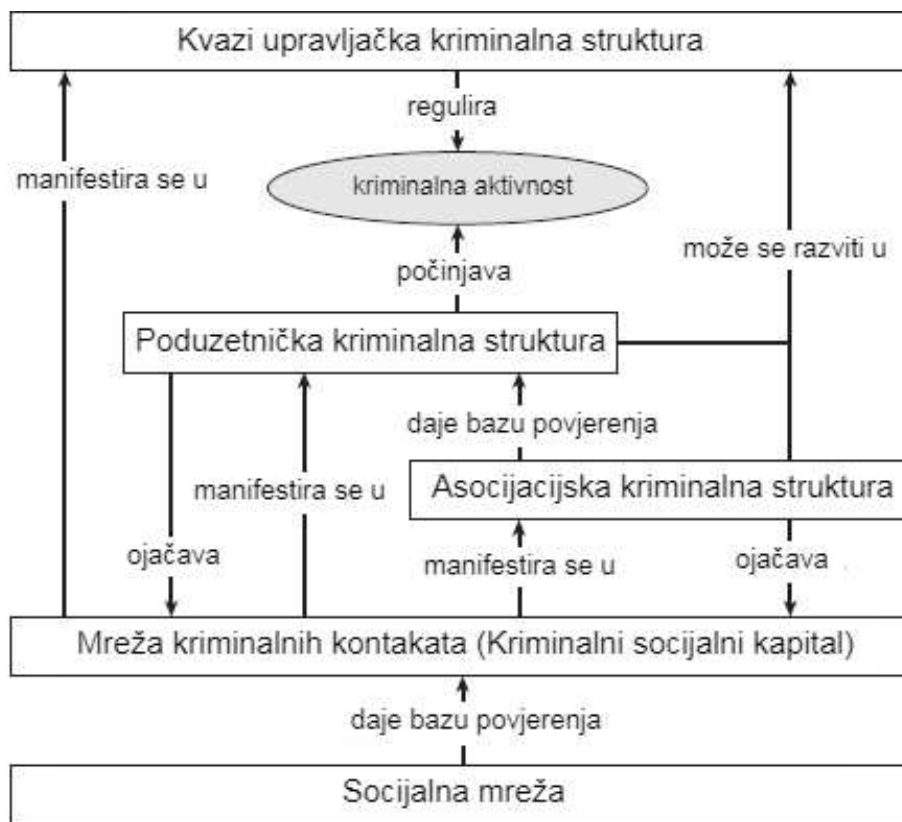 Kvazi upravljačka kriminalna struktura
regulira
manifestira se u
kriminalna aktivnost
može se razviti u
počinjava
Poduzetnička kriminalna struktura
daje bazu povjerenja
manifestira se u
Asocijacijska kriminalna struktura
ojačava
manifestira se u
ojačava
Mreža kriminalnih kontakata (Kriminalni socijalni kapital)
daje bazu povjerenja
Socijalna mreža